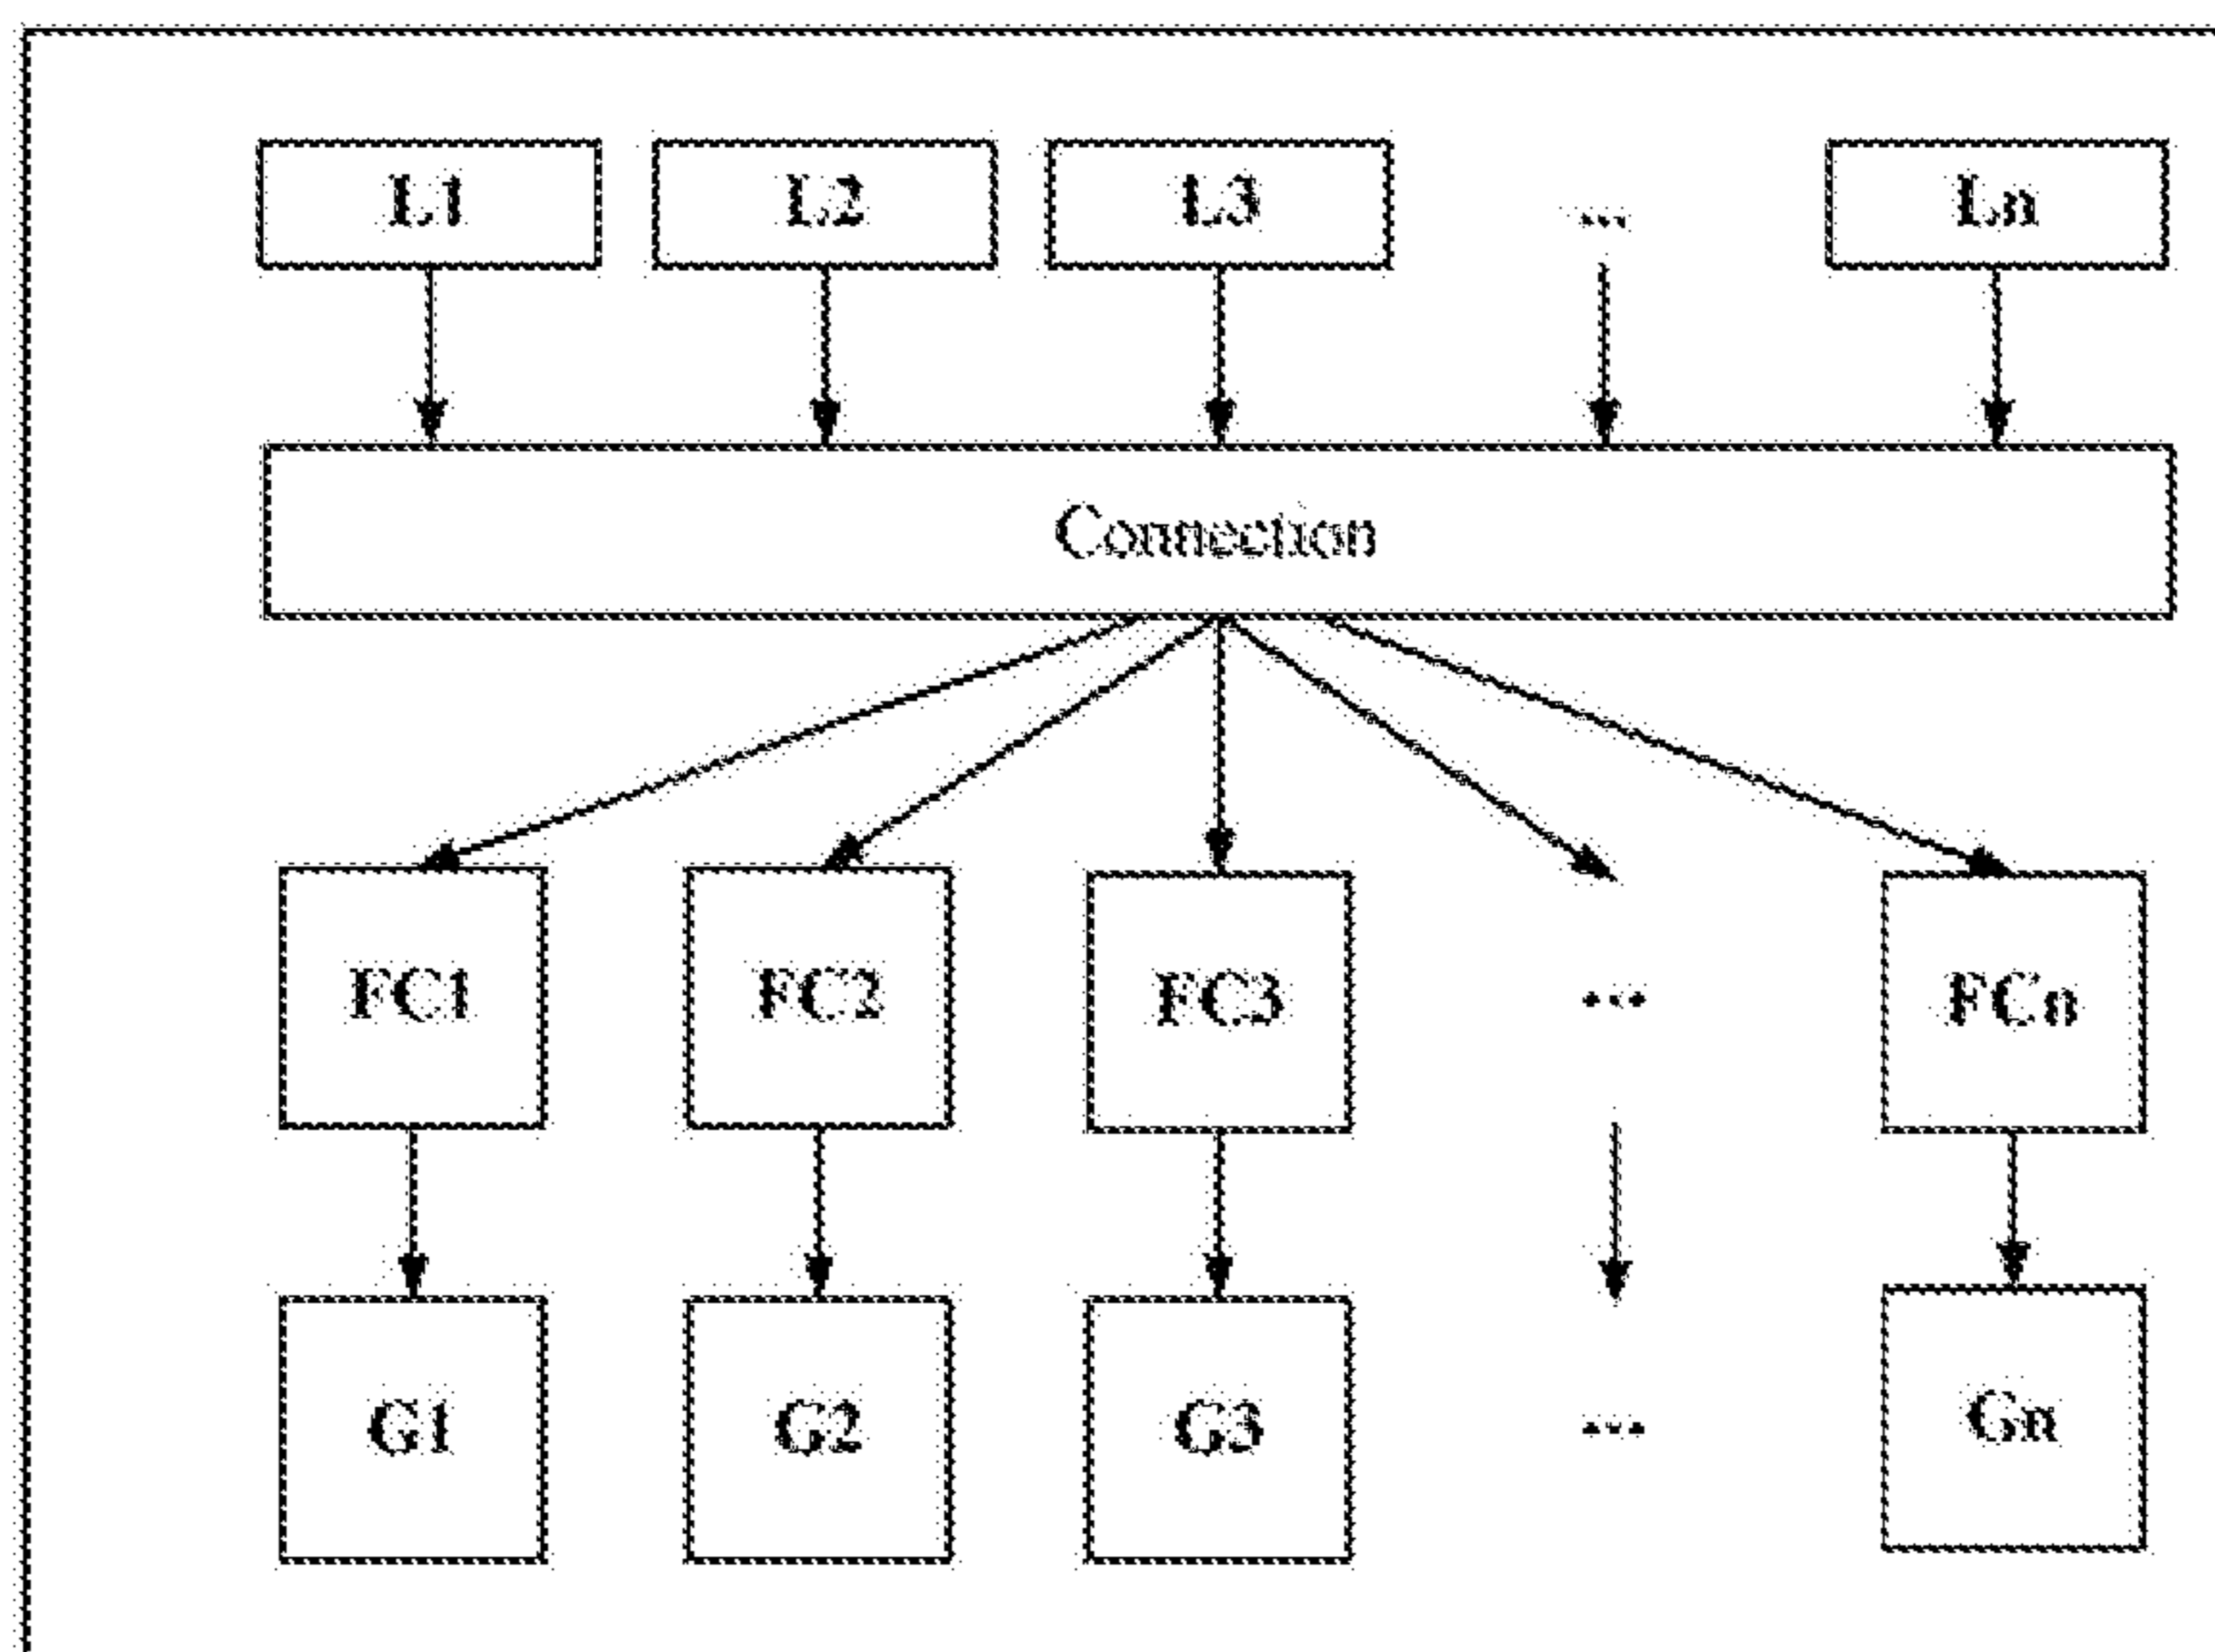 L1 L2 L3 ... Ln
Connection
FC1 FC2 FC3 ... FCn
G1 G2 G3 ... Gn